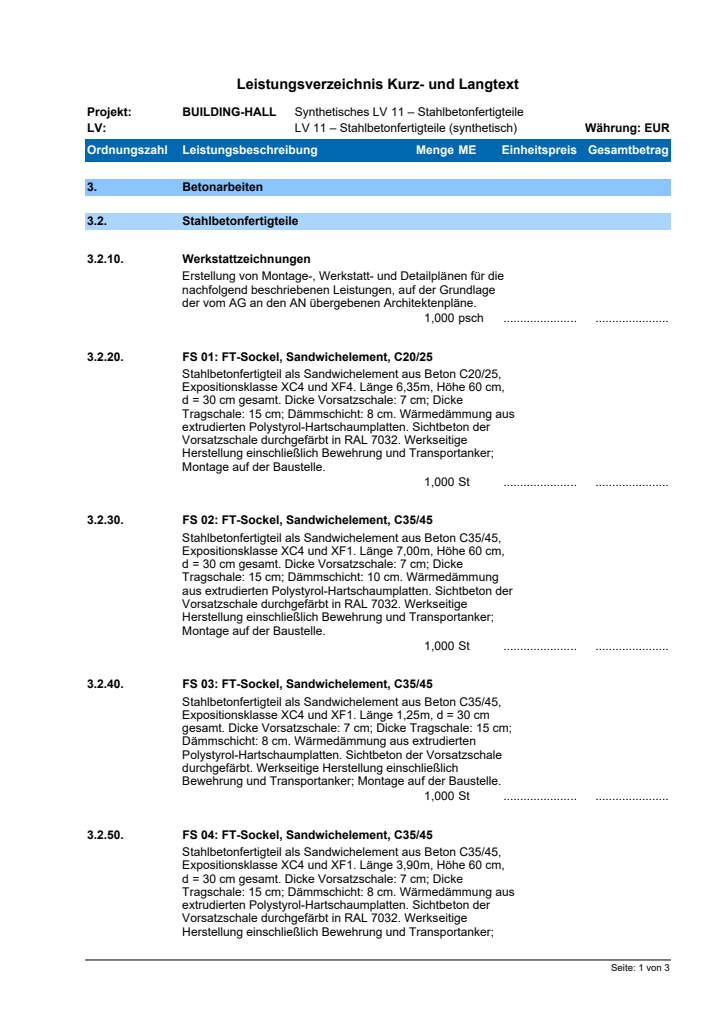 Leistungsverzeichnis Kurz- und Langtext
Projekt: BUILDING-HALL Synthetisches LV 11 – Stahlbetonfertigteile
LV: LV 11 – Stahlbetonfertigteile (synthetisch) Währung: EUR
Ordnungszahl Leistungsbeschreibung Menge ME Einheitspreis Gesamtbetrag
3. Betonarbeiten
3.2. Stahlbetonfertigteile
3.2.10. Werkstattzeichnungen
Erstellung von Montage-, Werkstatt- und Detailplänen für die
nachfolgend beschriebenen Leistungen, auf der Grundlage
der vom AG an den AN übergebenen Architektenpläne.
1,000 psch ...................... ......................
3.2.20. FS 01: FT-Sockel, Sandwichelement, C20/25
Stahlbetonfertigteil als Sandwichelement aus Beton C20/25,
Expositionsklasse XC4 und XF4. Länge 6,35m, Höhe 60 cm,
d = 30 cm gesamt. Dicke Vorsatzschale: 7 cm; Dicke
Tragschale: 15 cm; Dämmschicht: 8 cm. Wärmedämmung aus
extrudierten Polystyrol-Hartschaumplatten. Sichtbeton der
Vorsatzschale durchgefärbt in RAL 7032. Werkseitige
Herstellung einschließlich Bewehrung und Transportanker;
Montage auf der Baustelle.
1,000 St ...................... ......................
3.2.30. FS 02: FT-Sockel, Sandwichelement, C35/45
Stahlbetonfertigteil als Sandwichelement aus Beton C35/45,
Expositionsklasse XC4 und XF1. Länge 7,00m, Höhe 60 cm,
d = 30 cm gesamt. Dicke Vorsatzschale: 7 cm; Dicke
Tragschale: 15 cm; Dämmschicht: 10 cm. Wärmedämmung
aus extrudierten Polystyrol-Hartschaumplatten. Sichtbeton der
Vorsatzschale durchgefärbt in RAL 7032. Werkseitige
Herstellung einschließlich Bewehrung und Transportanker;
Montage auf der Baustelle.
1,000 St ...................... ......................
3.2.40. FS 03: FT-Sockel, Sandwichelement, C35/45
Stahlbetonfertigteil als Sandwichelement aus Beton C35/45,
Expositionsklasse XC4 und XF1. Länge 1,25m, d = 30 cm
gesamt. Dicke Vorsatzschale: 7 cm; Dicke Tragschale: 15 cm;
Dämmschicht: 8 cm. Wärmedämmung aus extrudierten
Polystyrol-Hartschaumplatten. Sichtbeton der Vorsatzschale
durchgefärbt. Werkseitige Herstellung einschließlich
Bewehrung und Transportanker; Montage auf der Baustelle.
1,000 St ...................... ......................
3.2.50. FS 04: FT-Sockel, Sandwichelement, C35/45
Stahlbetonfertigteil als Sandwichelement aus Beton C35/45,
Expositionsklasse XC4 und XF1. Länge 3,90m, Höhe 60 cm,
d = 30 cm gesamt. Dicke Vorsatzschale: 7 cm; Dicke
Tragschale: 15 cm; Dämmschicht: 8 cm. Wärmedämmung aus
extrudierten Polystyrol-Hartschaumplatten. Sichtbeton der
Vorsatzschale durchgefärbt in RAL 7032. Werkseitige
Herstellung einschließlich Bewehrung und Transportanker;
Seite: 1 von 3